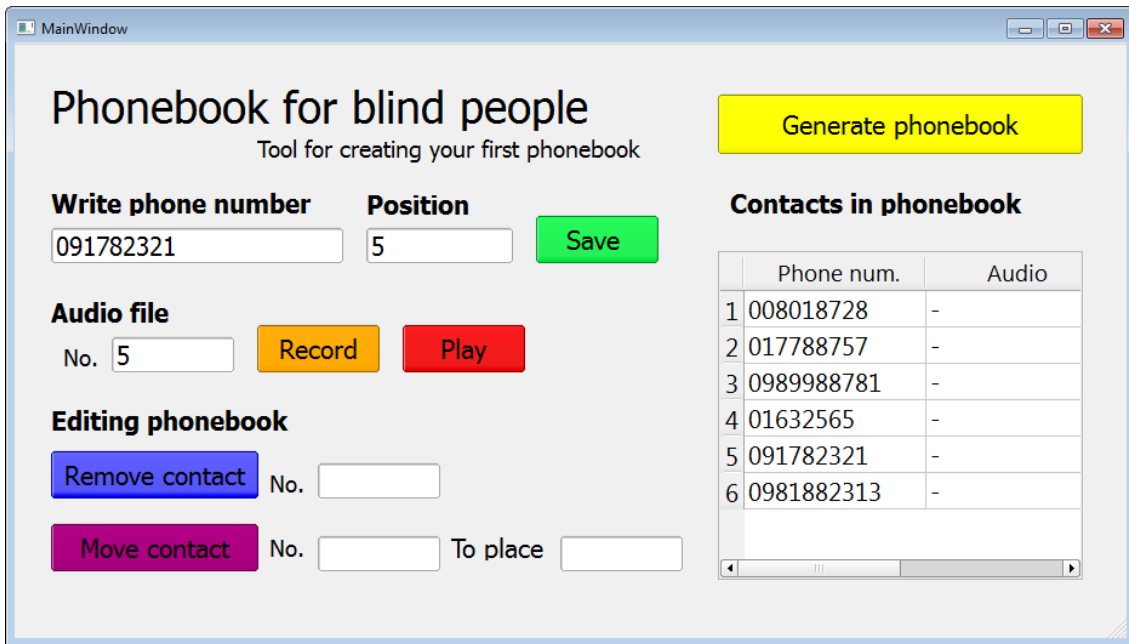 MainWindow
Phonebook for blind people
Tool for creating your first phonebook
Generate phonebook
Write phone number
Position
091782321
5
Save
Audio file
No. 5
Record
Play
Editing phonebook
Remove contact
No.
Move contact
No.
To place
Contacts in phonebook
Phone num. Audio
1 008018728 -
2 017788757 -
3 0989988781 -
4 01632565 -
5 091782321 -
6 0981882313 -